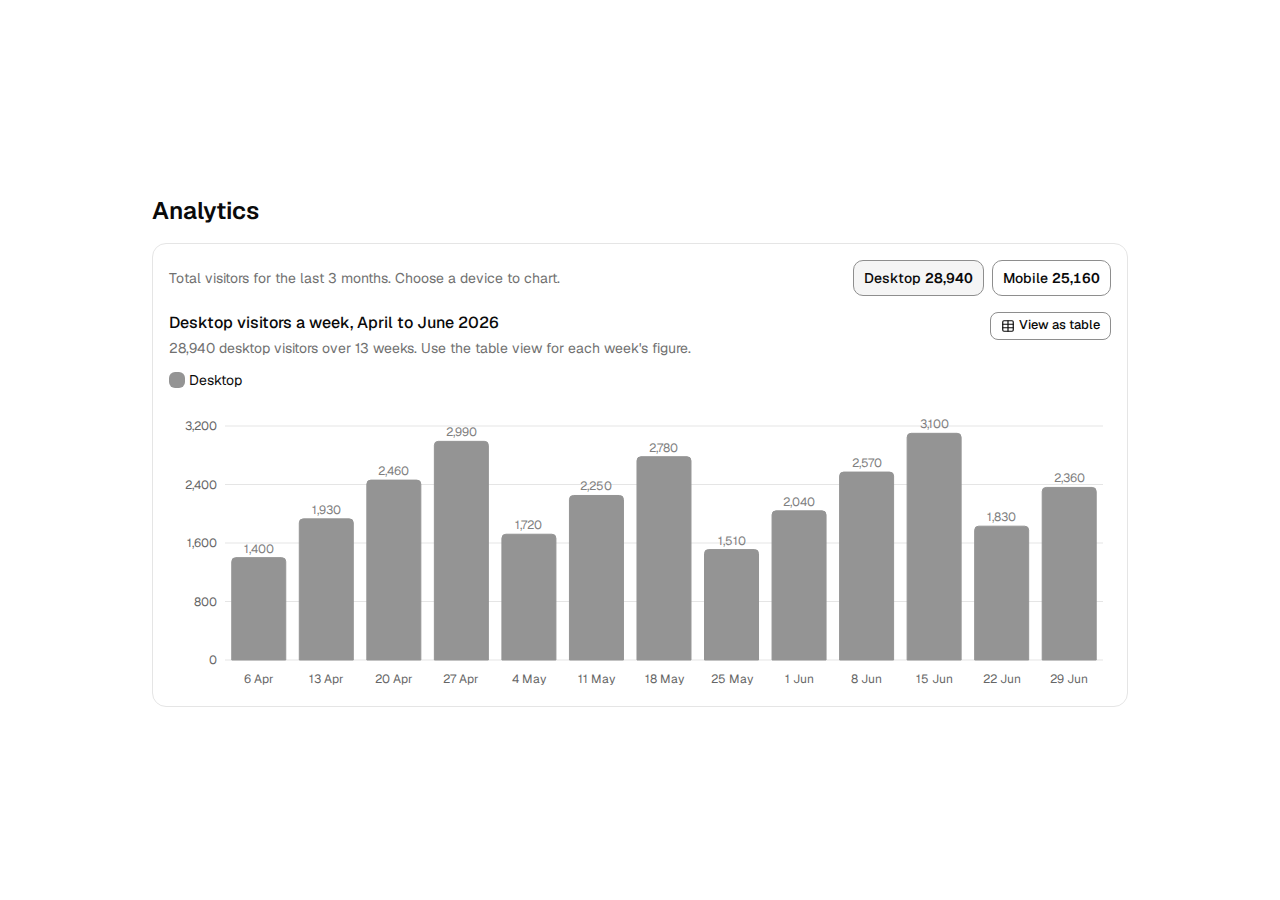 Analytics
Total visitors for the last 3 months. Choose a device to chart.
Desktop 28,940
Mobile 25,160
Desktop visitors a week, April to June 2026
View as table
28,940 desktop visitors over 13 weeks. Use the table view for each week's figure.
Desktop
3,200
2,400
1,600
800
0
1,400
1,930
2,460
2,990
1,720
2,250
2,780
1,510
2,040
2,570
3,100
1,830
2,360
6 Apr
13 Apr
20 Apr
27 Apr
4 May
11 May
18 May
25 May
1 Jun
8 Jun
15 Jun
22 Jun
29 Jun